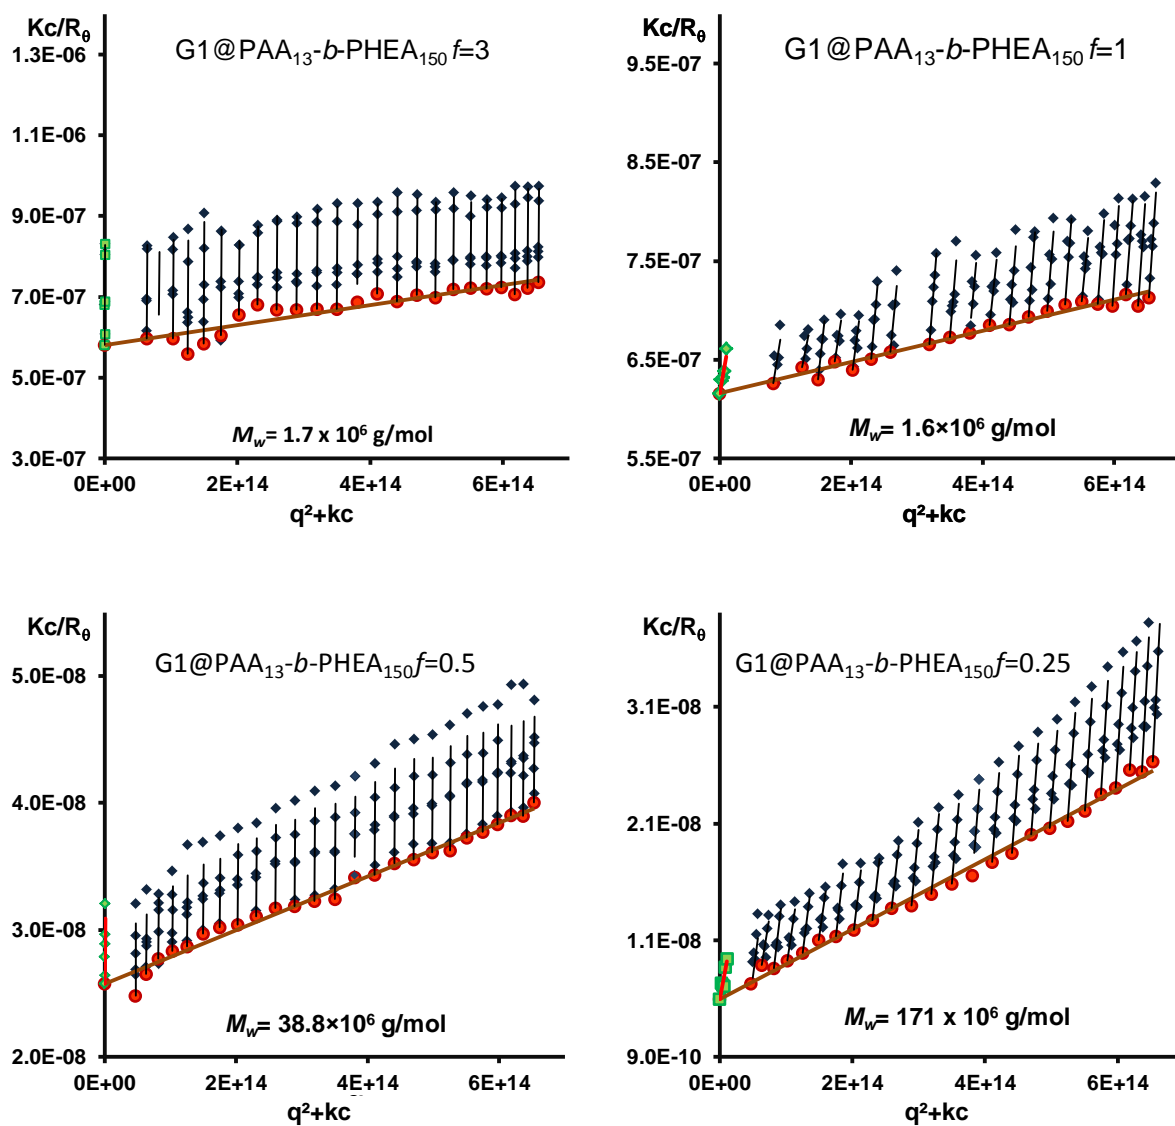 Kc/Rθ
G1@PAA13-b-PHEA150 f=3
1.3E-06
1.1E-06
9.0E-07
7.0E-07
5.0E-07
3.0E-07
Mw= 1.7 x 10⁶ g/mol
0E+00 2E+14 4E+14 6E+14
q²+kc
Kc/Rθ
G1@PAA13-b-PHEA150 f=1
9.5E-07
8.5E-07
7.5E-07
6.5E-07
5.5E-07
Mw= 1.6×10⁶ g/mol
0E+00 2E+14 4E+14 6E+14
q²+kc
Kc/Rθ
G1@PAA13-b-PHEA150 f=0.5
5.0E-08
4.0E-08
3.0E-08
2.0E-08
Mw= 38.8×10⁶ g/mol
0E+00 2E+14 4E+14 6E+14
q²+kc
Kc/Rθ
G1@PAA13-b-PHEA150 f=0.25
3.1E-08
2.1E-08
1.1E-08
9.0E-10
Mw= 171 x 10⁶ g/mol
0E+00 2E+14 4E+14 6E+14
q²+kc